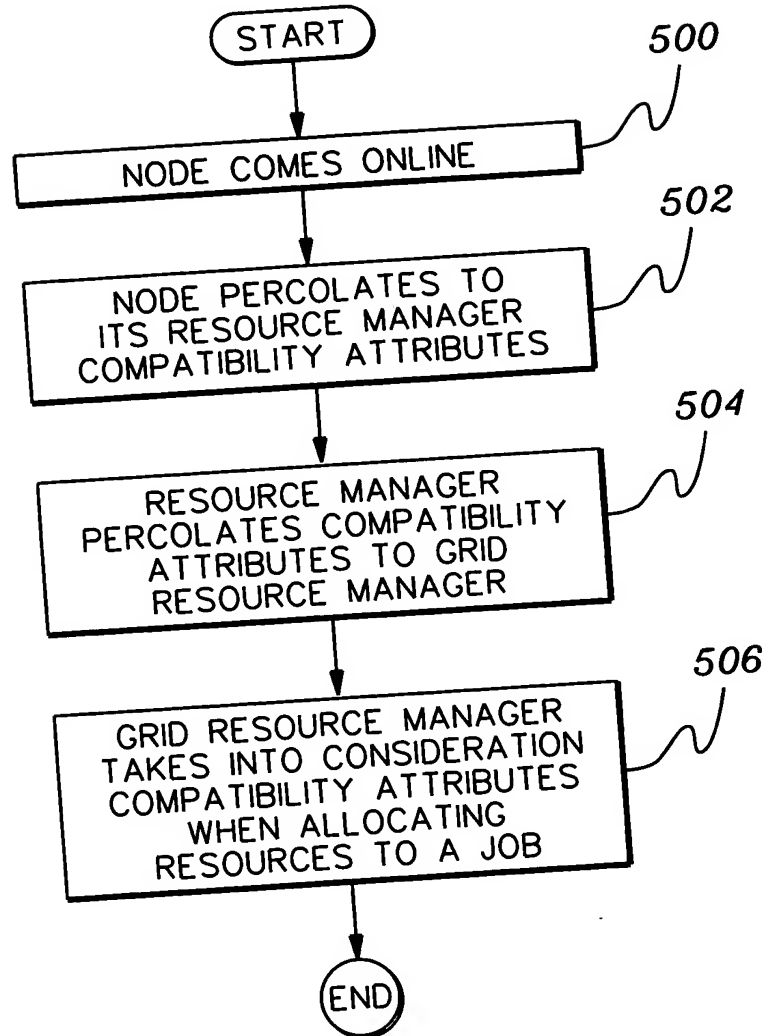 START
500
NODE COMES ONLINE
502
NODE PERCOLATES TO
ITS RESOURCE MANAGER
COMPATIBILITY ATTRIBUTES
504
RESOURCE MANAGER
PERCOLATES COMPATIBILITY
ATTRIBUTES TO GRID
RESOURCE MANAGER
506
GRID RESOURCE MANAGER
TAKES INTO CONSIDERATION
COMPATIBILITY ATTRIBUTES
WHEN ALLOCATING
RESOURCES TO A JOB
END